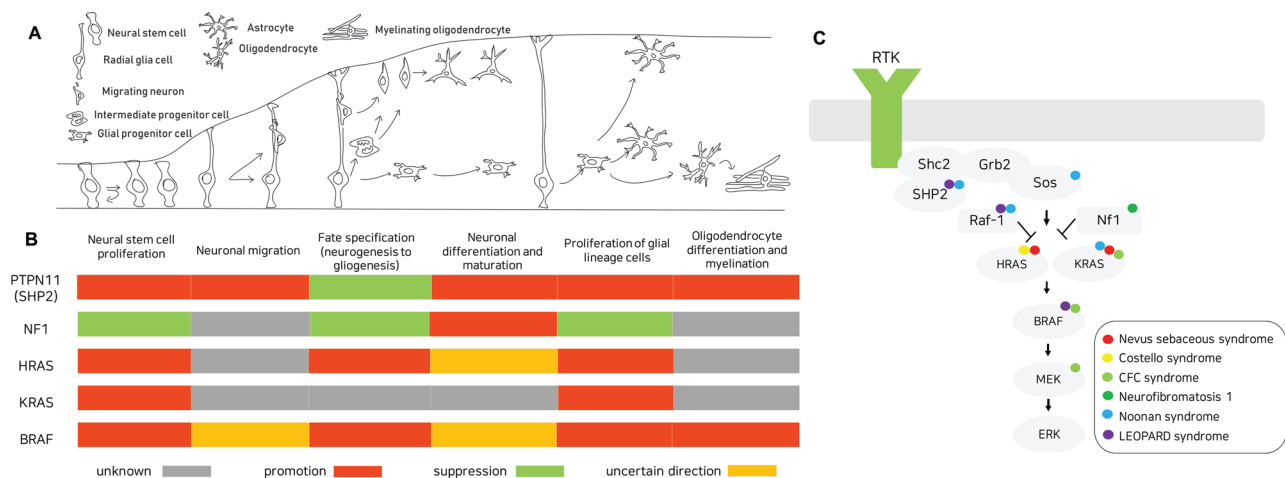 A
Neural stem cell
Radial glia cell
Migrating neuron
Intermediate progenitor cell
Glial progenitor cell
Astrocyte
Oligodendrocyte
Myelinating oligodendrocyte
B
Neural stem cell
proliferation
Neuronal migration
Fate specification
(neurogenesis to
gliogenesis)
Neuronal
differentiation and
maturation
Proliferation of glial
lineage cells
Oligodendrocyte
differentiation and
myelination
PTPN11
(SHP2)
NF1
HRAS
KRAS
BRAF
unknown
promotion
suppression
uncertain direction
C
RTK
Shc2
Grb2
Sos
SHP2
Raf-1
Nf1
HRAS
KRAS
BRAF
MEK
ERK
Nevus sebaceous syndrome
Costello syndrome
CFC syndrome
Neurofibromatosis 1
Noonan syndrome
LEOPARD syndrome